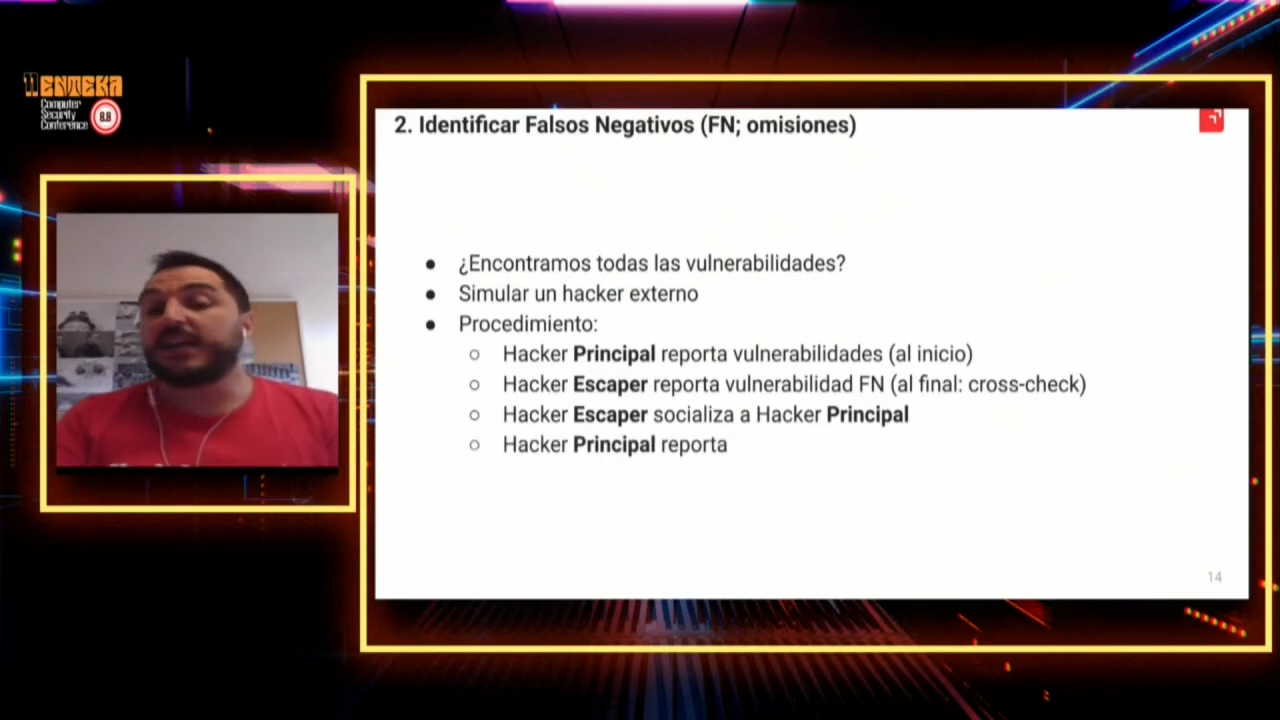 11ENTEKA
Computer
Security
Conference
8.8
2. Identificar Falsos Negativos (FN; omisiones)
● ¿Encontramos todas las vulnerabilidades?
● Simular un hacker externo
● Procedimiento:
○ Hacker Principal reporta vulnerabilidades (al inicio)
○ Hacker Escaper reporta vulnerabilidad FN (al final: cross-check)
○ Hacker Escaper socializa a Hacker Principal
○ Hacker Principal reporta
14